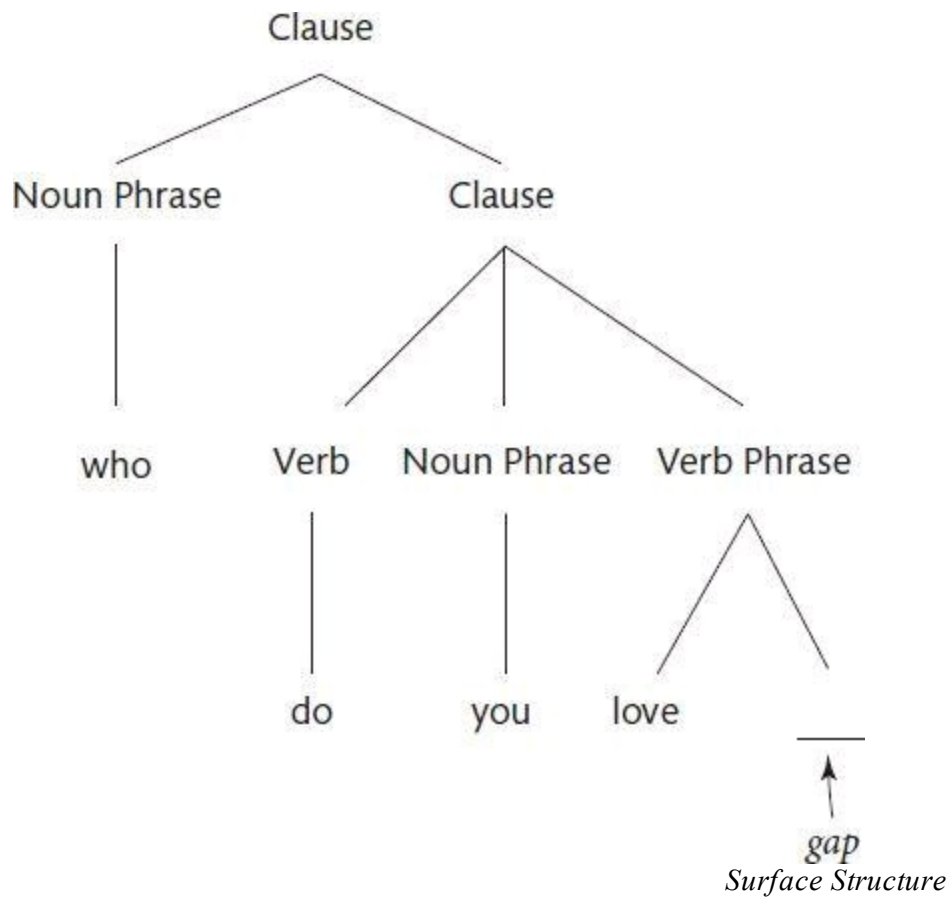 Clause
Noun Phrase Clause
who Verb Noun Phrase Verb Phrase
do you love
gap
Surface Structure